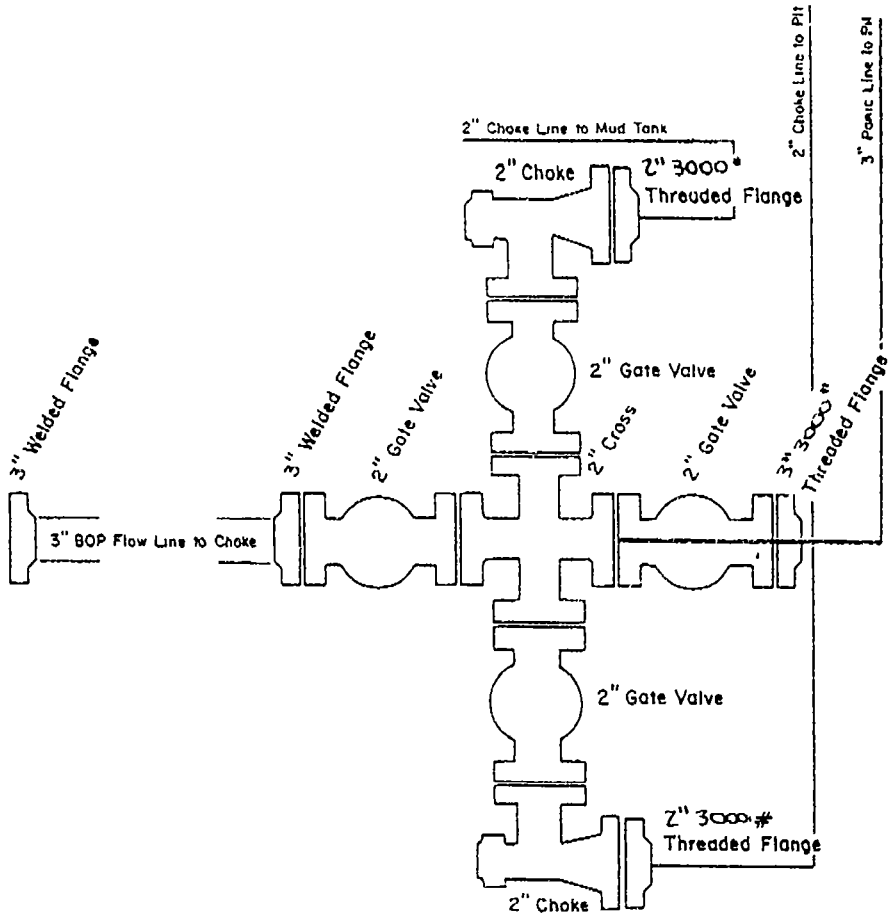 2" Choke Line to Pit
3" Panic Line to Pit
2" Choke Line to Mud Tank
2" Choke
2" 3000#
Threaded Flange
3" Welded Flange
3" Welded Flange
2" Gate Valve
2" Gate Valve
2" Cross
2" Gate Valve
3" 3000#
Threaded Flange
3" BOP Flow Line to Choke
2" Gate Valve
2" 3000#
Threaded Flange
2" Choke